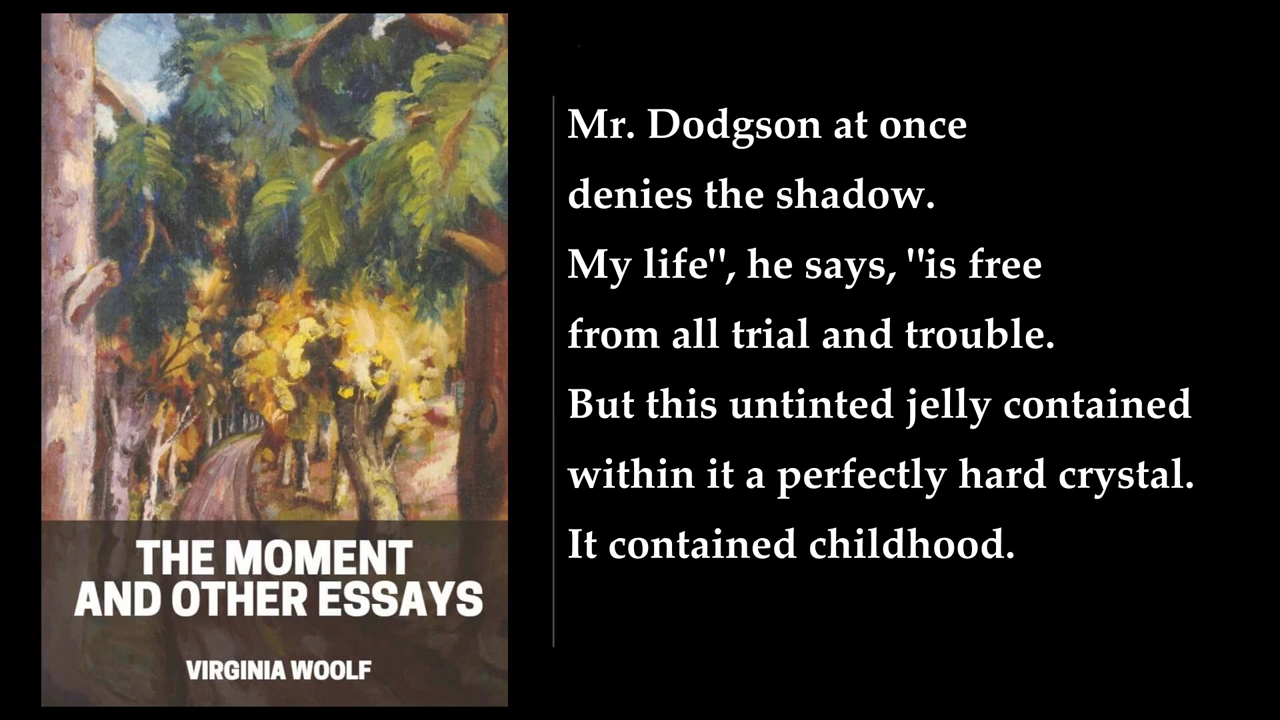 THE MOMENT
AND OTHER ESSAYS
VIRGINIA WOOLF
Mr. Dodgson at once
denies the shadow.
My life", he says, "is free
from all trial and trouble.
But this untinted jelly contained
within it a perfectly hard crystal.
It contained childhood.